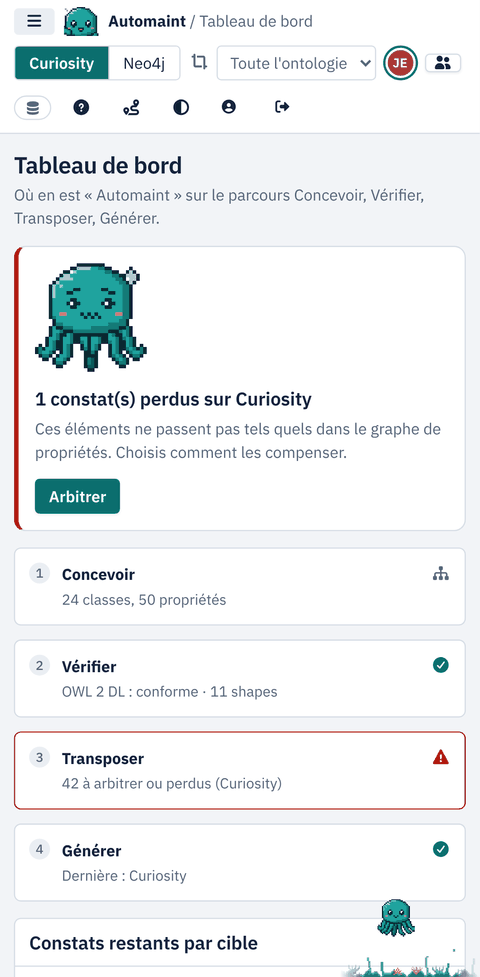 Automaint / Tableau de bord
Curiosity Neo4j Toute l'ontologie JE
Tableau de bord
Où en est « Automaint » sur le parcours Concevoir, Vérifier,
Transposer, Générer.
1 constat(s) perdus sur Curiosity
Ces éléments ne passent pas tels quels dans le graphe de
propriétés. Choisis comment les compenser.
Arbitrer
1 Concevoir
24 classes, 50 propriétés
2 Vérifier
OWL 2 DL : conforme · 11 shapes
3 Transposer
42 à arbitrer ou perdus (Curiosity)
4 Générer
Dernière : Curiosity
Constats restants par cible